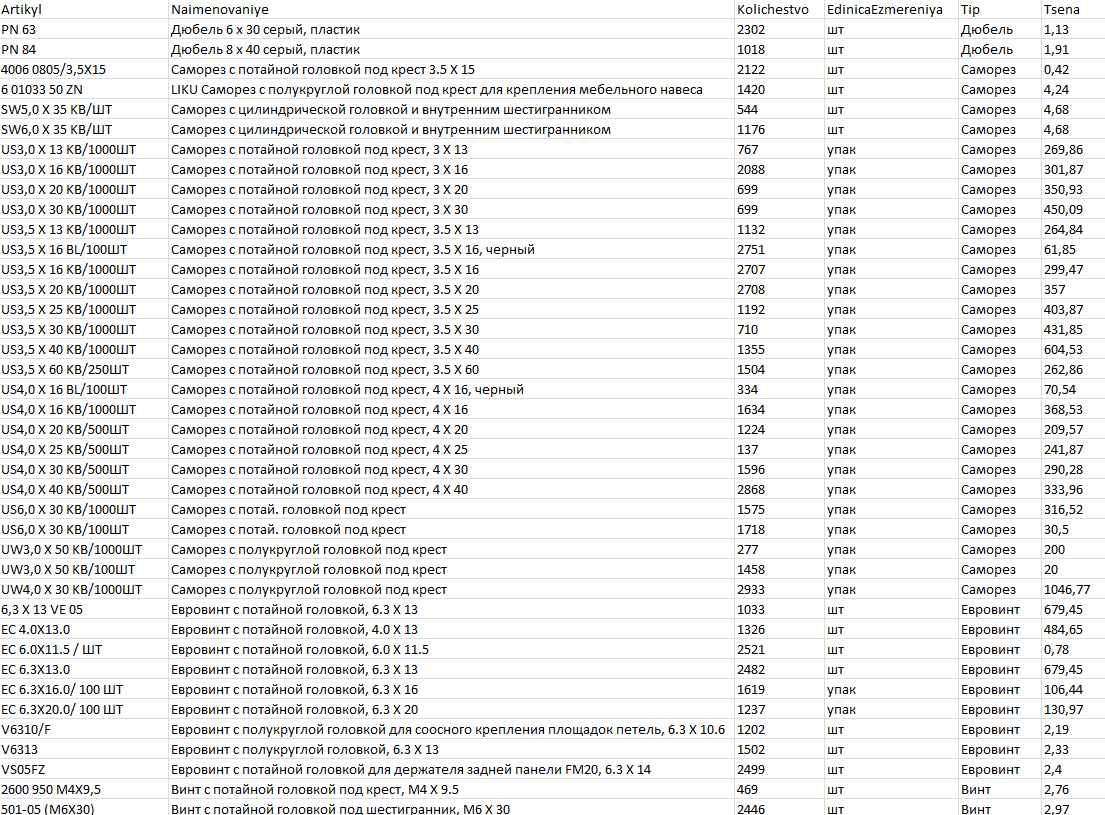 Artikyl Naimenovaniye Kolichestvo EdinicaEzmereniya Tip Tsena
PN 63 Дюбель 6 x 30 серый, пластик 2302 шт Дюбель 1,13
PN 84 Дюбель 8 x 40 серый, пластик 1018 шт Дюбель 1,91
4006 0805/3,5X15 Саморез с потайной головкой под крест 3.5 X 15 2122 шт Саморез 0,42
6 01033 50 ZN LIKU Саморез с полукруглой головкой под крест для крепления мебельного навеса 1420 шт Саморез 4,24
SW5,0 X 35 КВ/ШТ Саморез с цилиндрической головкой и внутренним шестигранником 544 шт Саморез 4,68
SW6,0 X 35 КВ/ШТ Саморез с цилиндрической головкой и внутренним шестигранником 1176 шт Саморез 4,68
US3,0 X 13 КВ/1000ШТ Саморез с потайной головкой под крест, 3 X 13 767 упак Саморез 269,86
US3,0 X 16 КВ/1000ШТ Саморез с потайной головкой под крест, 3 X 16 2088 упак Саморез 301,87
US3,0 X 20 КВ/1000ШТ Саморез с потайной головкой под крест, 3 X 20 699 упак Саморез 350,93
US3,0 X 30 КВ/1000ШТ Саморез с потайной головкой под крест, 3 X 30 699 упак Саморез 450,09
US3,5 X 13 КВ/1000ШТ Саморез с потайной головкой под крест, 3.5 X 13 1132 упак Саморез 264,84
US3,5 X 16 BL/100ШТ Саморез с потайной головкой под крест, 3.5 X 16, черный 2751 упак Саморез 61,85
US3,5 X 16 КВ/1000ШТ Саморез с потайной головкой под крест, 3.5 X 16 2707 упак Саморез 299,47
US3,5 X 20 КВ/1000ШТ Саморез с потайной головкой под крест, 3.5 X 20 2708 упак Саморез 357
US3,5 X 25 КВ/1000ШТ Саморез с потайной головкой под крест, 3.5 X 25 1192 упак Саморез 403,87
US3,5 X 30 КВ/1000ШТ Саморез с потайной головкой под крест, 3.5 X 30 710 упак Саморез 431,85
US3,5 X 40 КВ/1000ШТ Саморез с потайной головкой под крест, 3.5 X 40 1355 упак Саморез 604,53
US3,5 X 60 КВ/250ШТ Саморез с потайной головкой под крест, 3.5 X 60 1504 упак Саморез 262,86
US4,0 X 16 BL/100ШТ Саморез с потайной головкой под крест, 4 X 16, черный 334 упак Саморез 70,54
US4,0 X 16 КВ/1000ШТ Саморез с потайной головкой под крест, 4 X 16 1634 упак Саморез 368,53
US4,0 X 20 КВ/500ШТ Саморез с потайной головкой под крест, 4 X 20 1224 упак Саморез 209,57
US4,0 X 25 КВ/500ШТ Саморез с потайной головкой под крест, 4 X 25 137 упак Саморез 241,87
US4,0 X 30 КВ/500ШТ Саморез с потайной головкой под крест, 4 X 30 1596 упак Саморез 290,28
US4,0 X 40 КВ/500ШТ Саморез с потайной головкой под крест, 4 X 40 2868 упак Саморез 333,96
US6,0 X 30 КВ/1000ШТ Саморез с потай. головкой под крест 1575 упак Саморез 316,52
US6,0 X 30 КВ/100ШТ Саморез с потай. головкой под крест 1718 упак Саморез 30,5
UW3,0 X 50 КВ/1000ШТ Саморез с полукруглой головкой под крест 277 упак Саморез 200
UW3,0 X 50 КВ/100ШТ Саморез с полукруглой головкой под крест 1458 упак Саморез 20
UW4,0 X 30 КВ/1000ШТ Саморез с полукруглой головкой под крест 2933 упак Саморез 1046,77
6,3 X 13 VE 05 Евровинт с потайной головкой, 6.3 X 13 1033 шт Евровинт 679,45
EC 4.0X13.0 Евровинт с потайной головкой, 4.0 X 13 1326 шт Евровинт 484,65
EC 6.0X11.5 / ШТ Евровинт с потайной головкой, 6.0 X 11.5 2521 шт Евровинт 0,78
EC 6.3X13.0 Евровинт с потайной головкой, 6.3 X 13 2482 шт Евровинт 679,45
EC 6.3X16.0/ 100 ШТ Евровинт с потайной головкой, 6.3 X 16 1619 упак Евровинт 106,44
EC 6.3X20.0/ 100 ШТ Евровинт с потайной головкой, 6.3 X 20 1237 упак Евровинт 130,97
V6310/F Евровинт с полукруглой головкой для соосного крепления площадок петель, 6.3 X 10.6 1202 шт Евровинт 2,19
V6313 Евровинт с полукруглой головкой, 6.3 X 13 1502 шт Евровинт 2,33
VS05FZ Евровинт с потайной головкой для держателя задней панели FM20, 6.3 X 14 2499 шт Евровинт 2,4
2600 950 M4X9,5 Винт с потайной головкой под крест, M4 X 9.5 469 шт Винт 2,76
501-05 (M6X30) Винт с потайной головкой под шестигранник, M6 X 30 2446 шт Винт 2,97